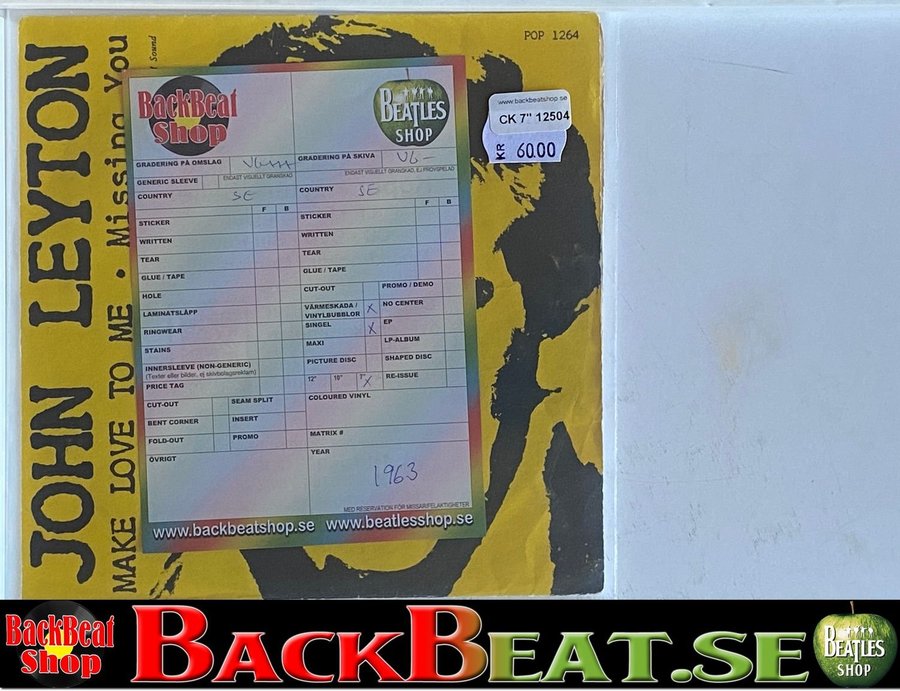 JOHN LEYTON
MAKE LOVE TO ME · Missing You
Sound
POP 1264
BackBeat
Shop
BEATLES
SHOP
www.backbeatshop.se
CK 7" 12504
KR 60.00
GRADERING PÅ OMSLAG
GRADERING PÅ SKIVA VG-
ENDAST VISUELLT GRANSKAD
ENDAST VISUELLT GRANSKAD, EJ PROVSPELAD
GENERIC SLEEVE
COUNTRY SE
COUNTRY SE
F B
F B
STICKER
STICKER
WRITTEN
WRITTEN
TEAR
TEAR
GLUE / TAPE
GLUE / TAPE
HOLE
CUT-OUT
PROMO / DEMO
LAMINATSLÄPP
VÄRMESKADA /
VINYLBUBBLOR X
NO CENTER
RINGWEAR
SINGEL X
EP
STAINS
MAXI
LP-ALBUM
INNERSLEEVE (NON-GENERIC)
(Texter eller bilder, ej skivbolagsreklam)
PICTURE DISC
SHAPED DISC
PRICE TAG
12" 10" 7" X
RE-ISSUE
CUT-OUT
SEAM SPLIT
COLOURED VINYL
BENT CORNER
INSERT
FOLD-OUT
PROMO
MATRIX #
ÖVRIGT
YEAR
1963
MED RESERVATION FÖR MISSAR/FELAKTIGHETER
www.backbeatshop.se www.beatlesshop.se
BackBeat
Shop
BACKBEAT.SE
BEATLES
SHOP